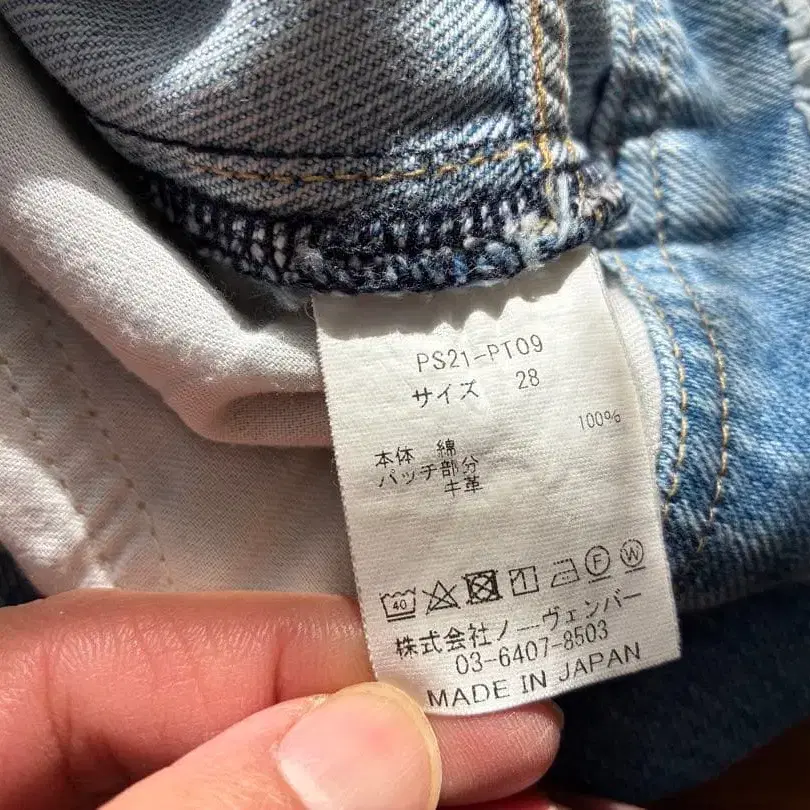 PS21-PT09
サイズ 28
100%
本体 綿
パッチ部分
牛革
40 F W
株式会社ノーヴェンバー
03-6407-8503
MADE IN JAPAN